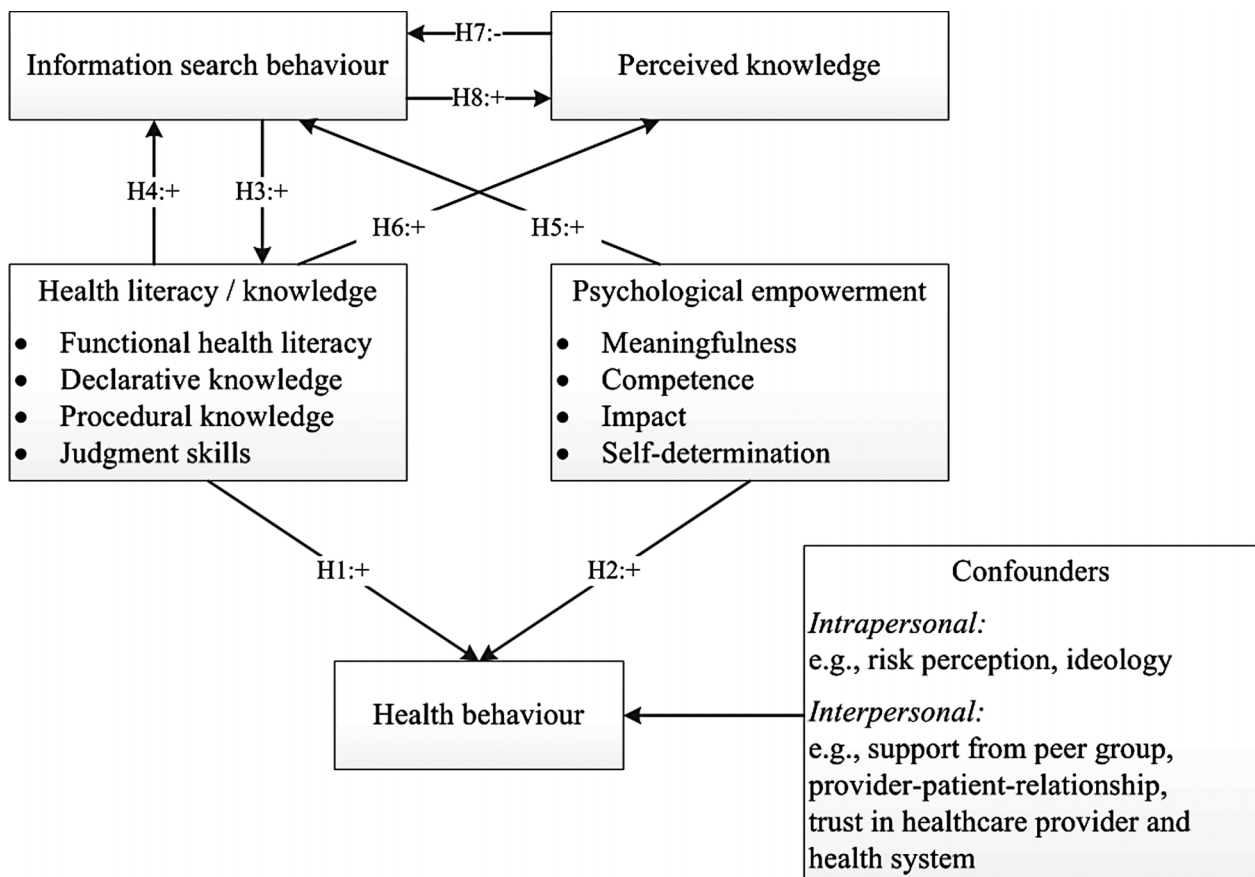 Information search behaviour
H7:-
H8:+
Perceived knowledge
H4:+
H3:+
H6:+
H5:+
Health literacy / knowledge
• Functional health literacy
• Declarative knowledge
• Procedural knowledge
• Judgment skills
Psychological empowerment
• Meaningfulness
• Competence
• Impact
• Self-determination
H1:+
H2:+
Health behaviour
Confounders
Intrapersonal:
e.g., risk perception, ideology
Interpersonal:
e.g., support from peer group,
provider-patient-relationship,
trust in healthcare provider and
health system